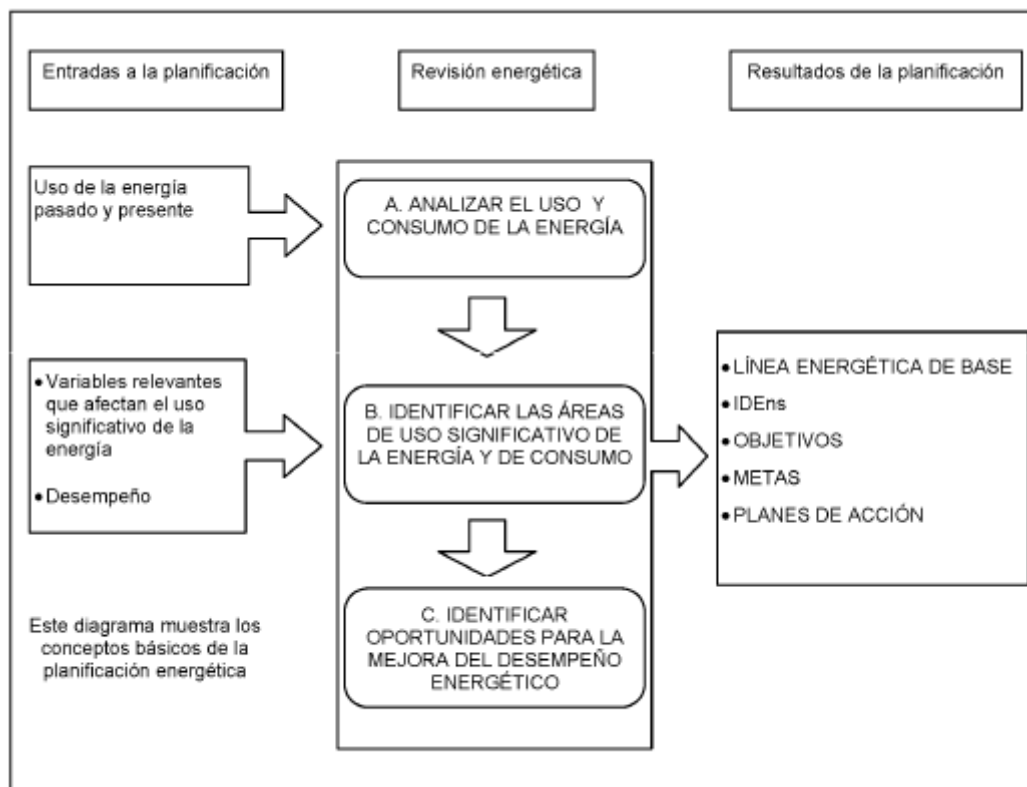 Entradas a la planificación
Revisión energética
Resultados de la planificación
Uso de la energía
pasado y presente
A. ANALIZAR EL USO Y
CONSUMO DE LA ENERGÍA
• Variables relevantes
que afectan el uso
significativo de la
energía
• Desempeño
B. IDENTIFICAR LAS ÁREAS
DE USO SIGNIFICATIVO DE
LA ENERGÍA Y DE CONSUMO
• LÍNEA ENERGÉTICA DE BASE
• IDEns
• OBJETIVOS
• METAS
• PLANES DE ACCIÓN
C. IDENTIFICAR
OPORTUNIDADES PARA LA
MEJORA DEL DESEMPEÑO
ENERGÉTICO
Este diagrama muestra los
conceptos básicos de la
planificación energética